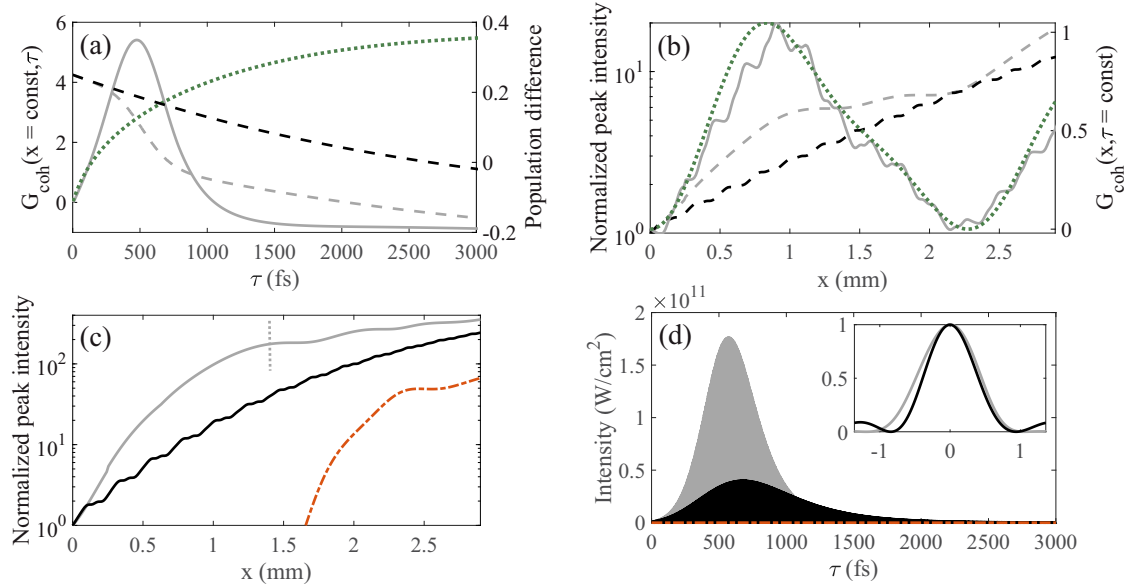 (a)
G_coh(x = const,τ)
6
4
2
0
0.4
0.2
0
-0.2
Population difference
0 500 1000 1500 2000 2500 3000
τ (fs)
(b)
Normalized peak intensity
10^1
10^0
1
0.5
0
G_coh(x,τ= const)
0 0.5 1 1.5 2 2.5
x (mm)
(c)
Normalized peak intensity
10^2
10^1
10^0
0 0.5 1 1.5 2 2.5
x (mm)
(d)
×10^11
Intensity (W/cm^2)
2
1.5
1
0.5
0
0 500 1000 1500 2000 2500 3000
τ (fs)
1
0.5
0
-1 0 1